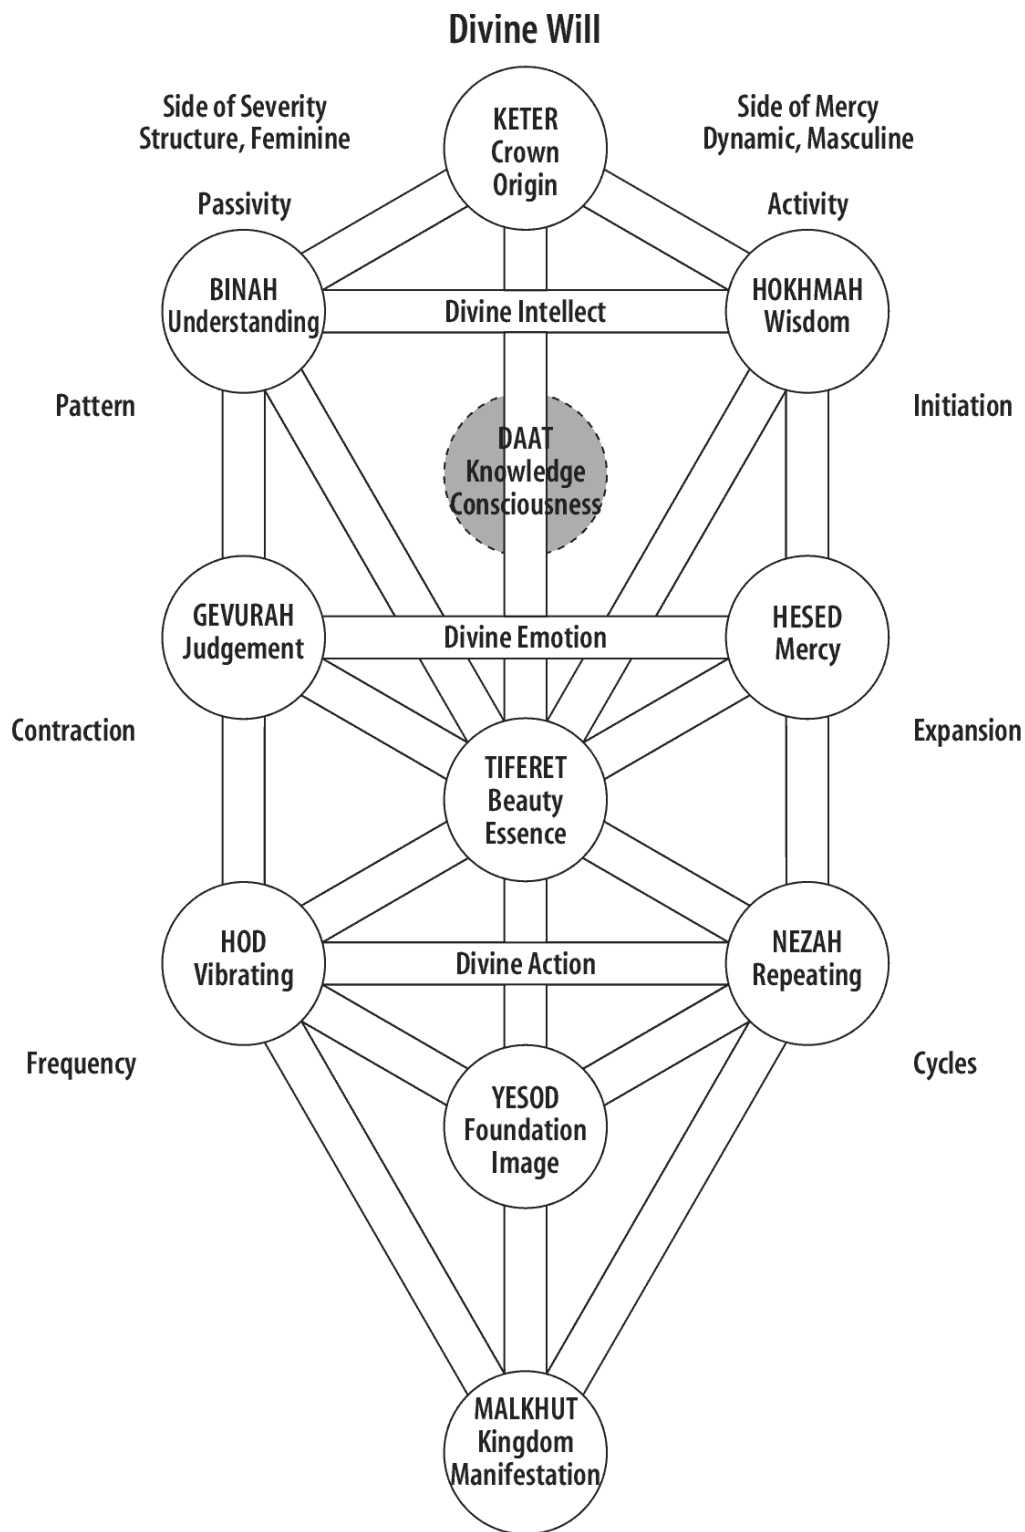 Divine Will
Side of Severity
Structure, Feminine
Side of Mercy
Dynamic, Masculine
KETER
Crown
Origin
Passivity
Activity
BINAH
Understanding
Divine Intellect
HOKHMAH
Wisdom
Pattern
Initiation
DAAT
Knowledge
Consciousness
GEVURAH
Judgement
Divine Emotion
HESED
Mercy
Contraction
Expansion
TIFERET
Beauty
Essence
HOD
Vibrating
Divine Action
NEZAH
Repeating
Frequency
Cycles
YESOD
Foundation
Image
MALKHUT
Kingdom
Manifestation